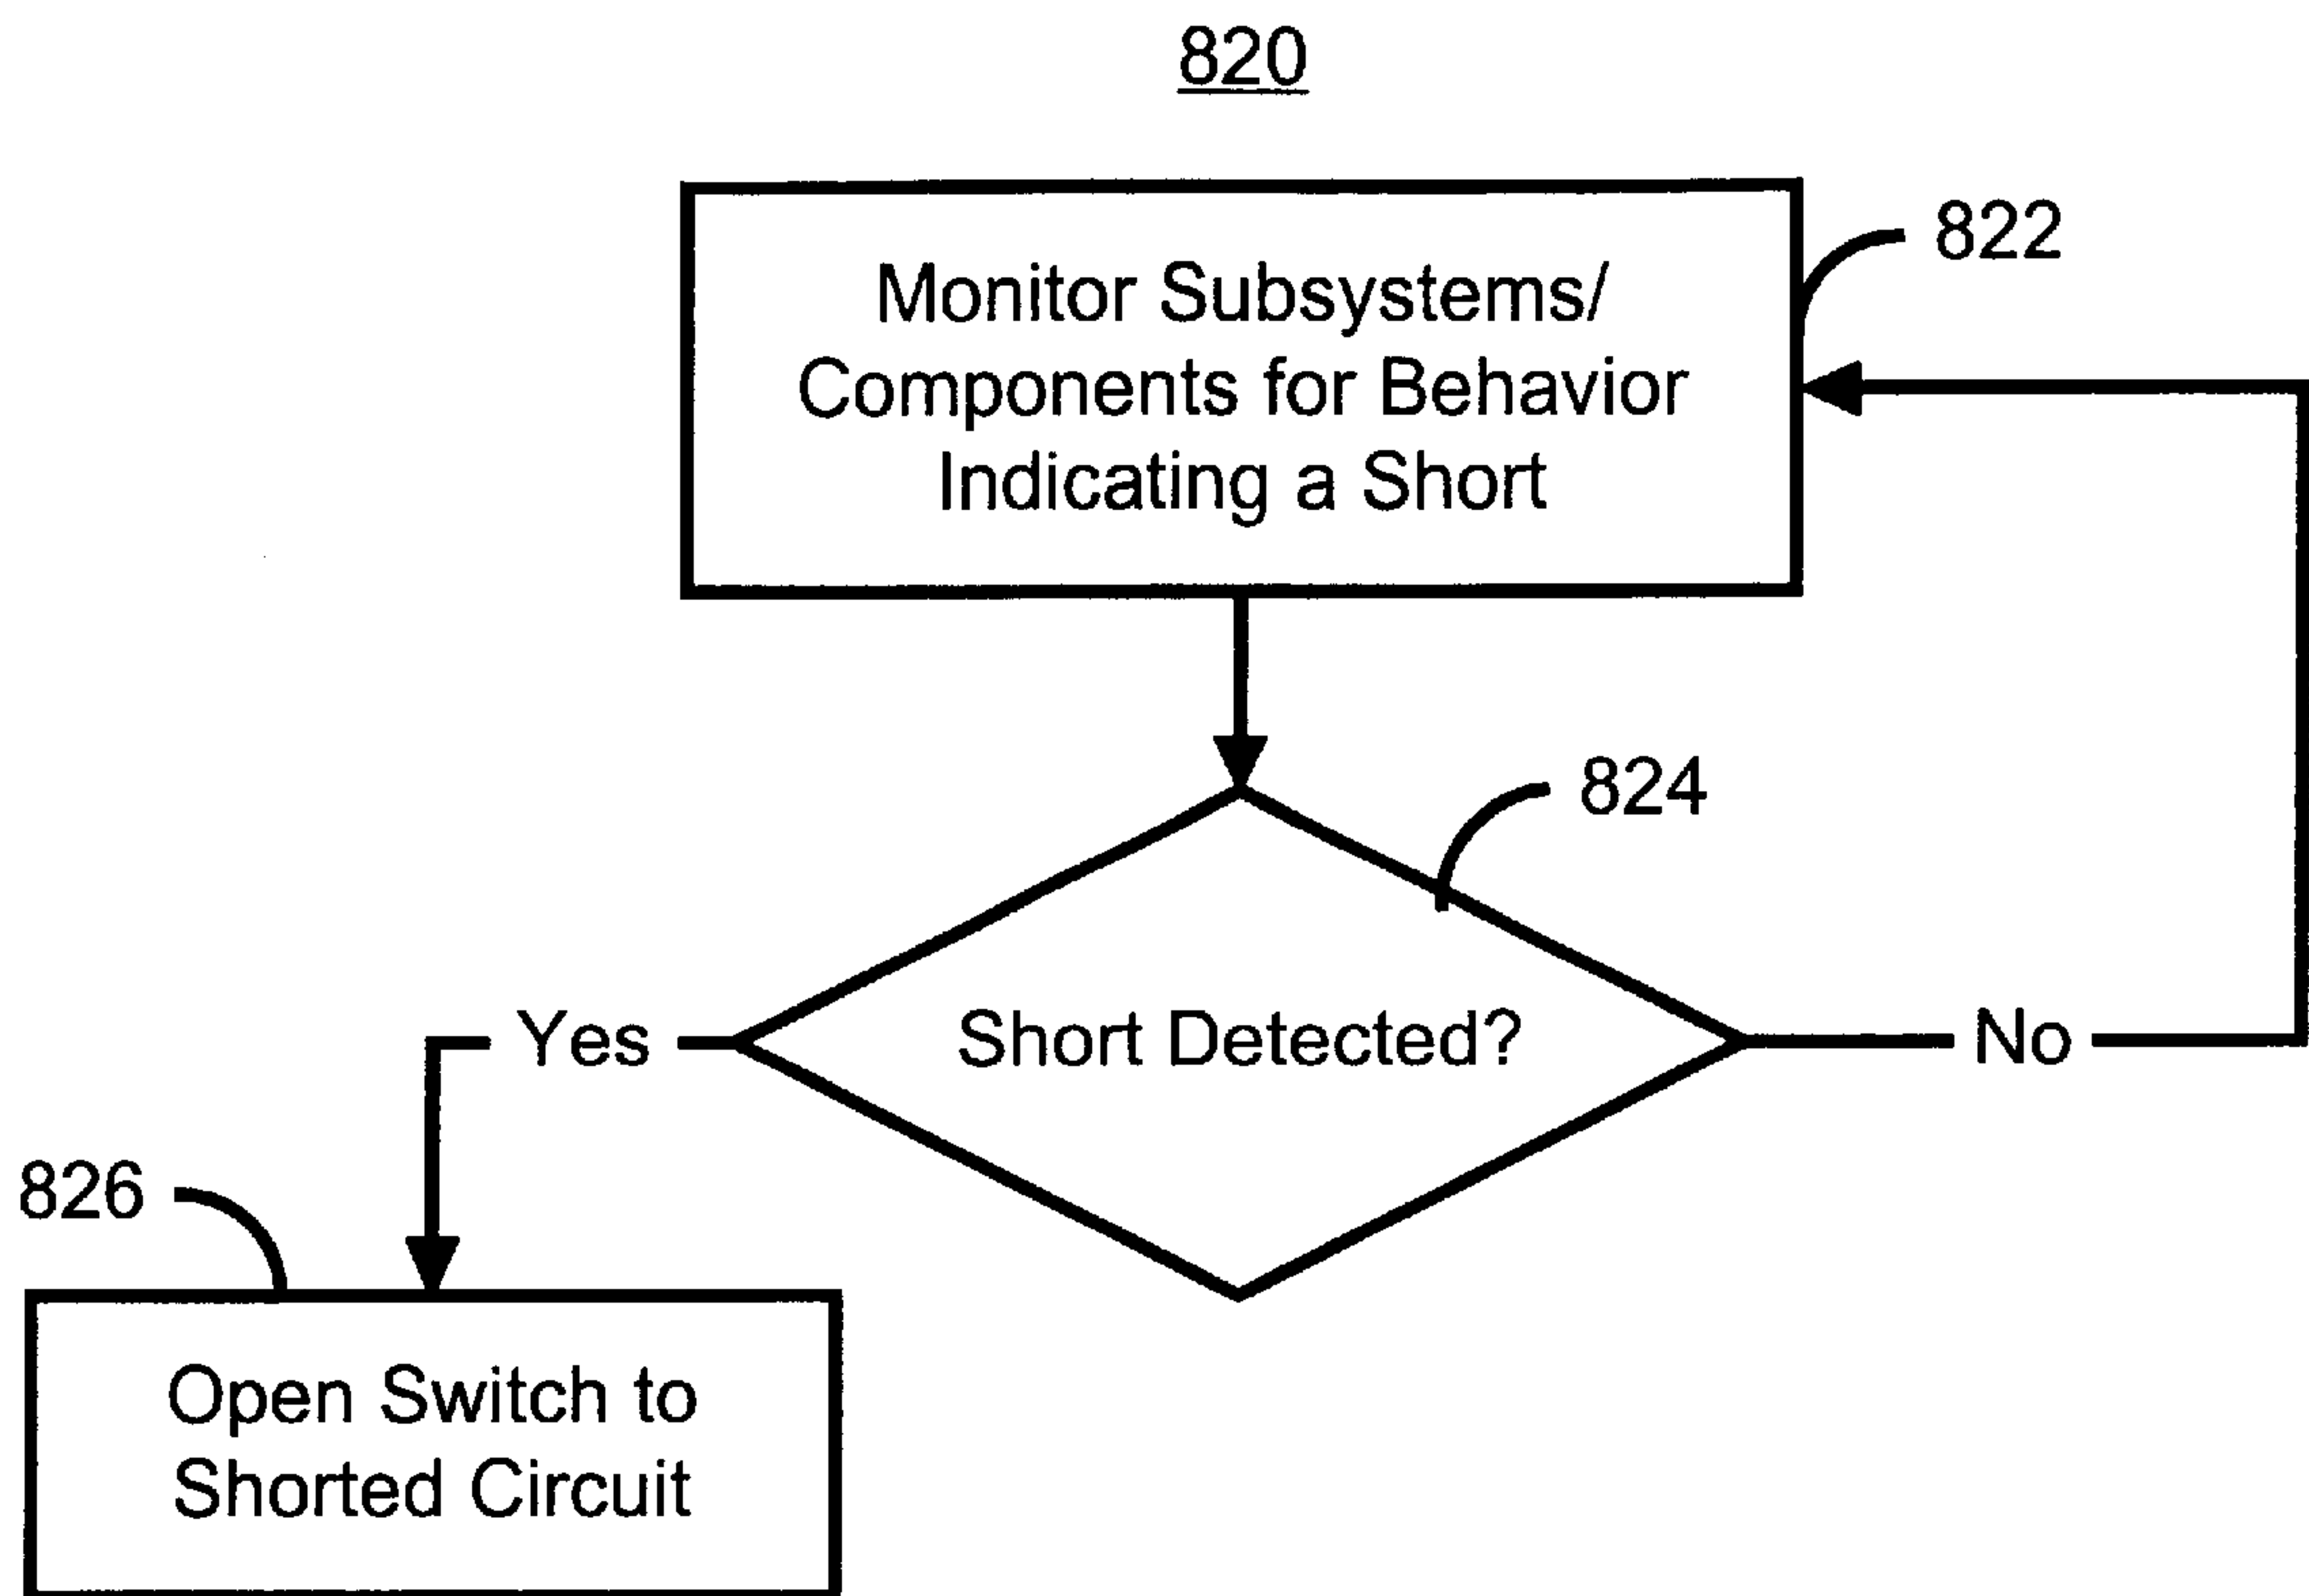 820
822
Monitor Subsystems/
Components for Behavior
Indicating a Short
824
Short Detected?
Yes
No
826
Open Switch to
Shorted Circuit